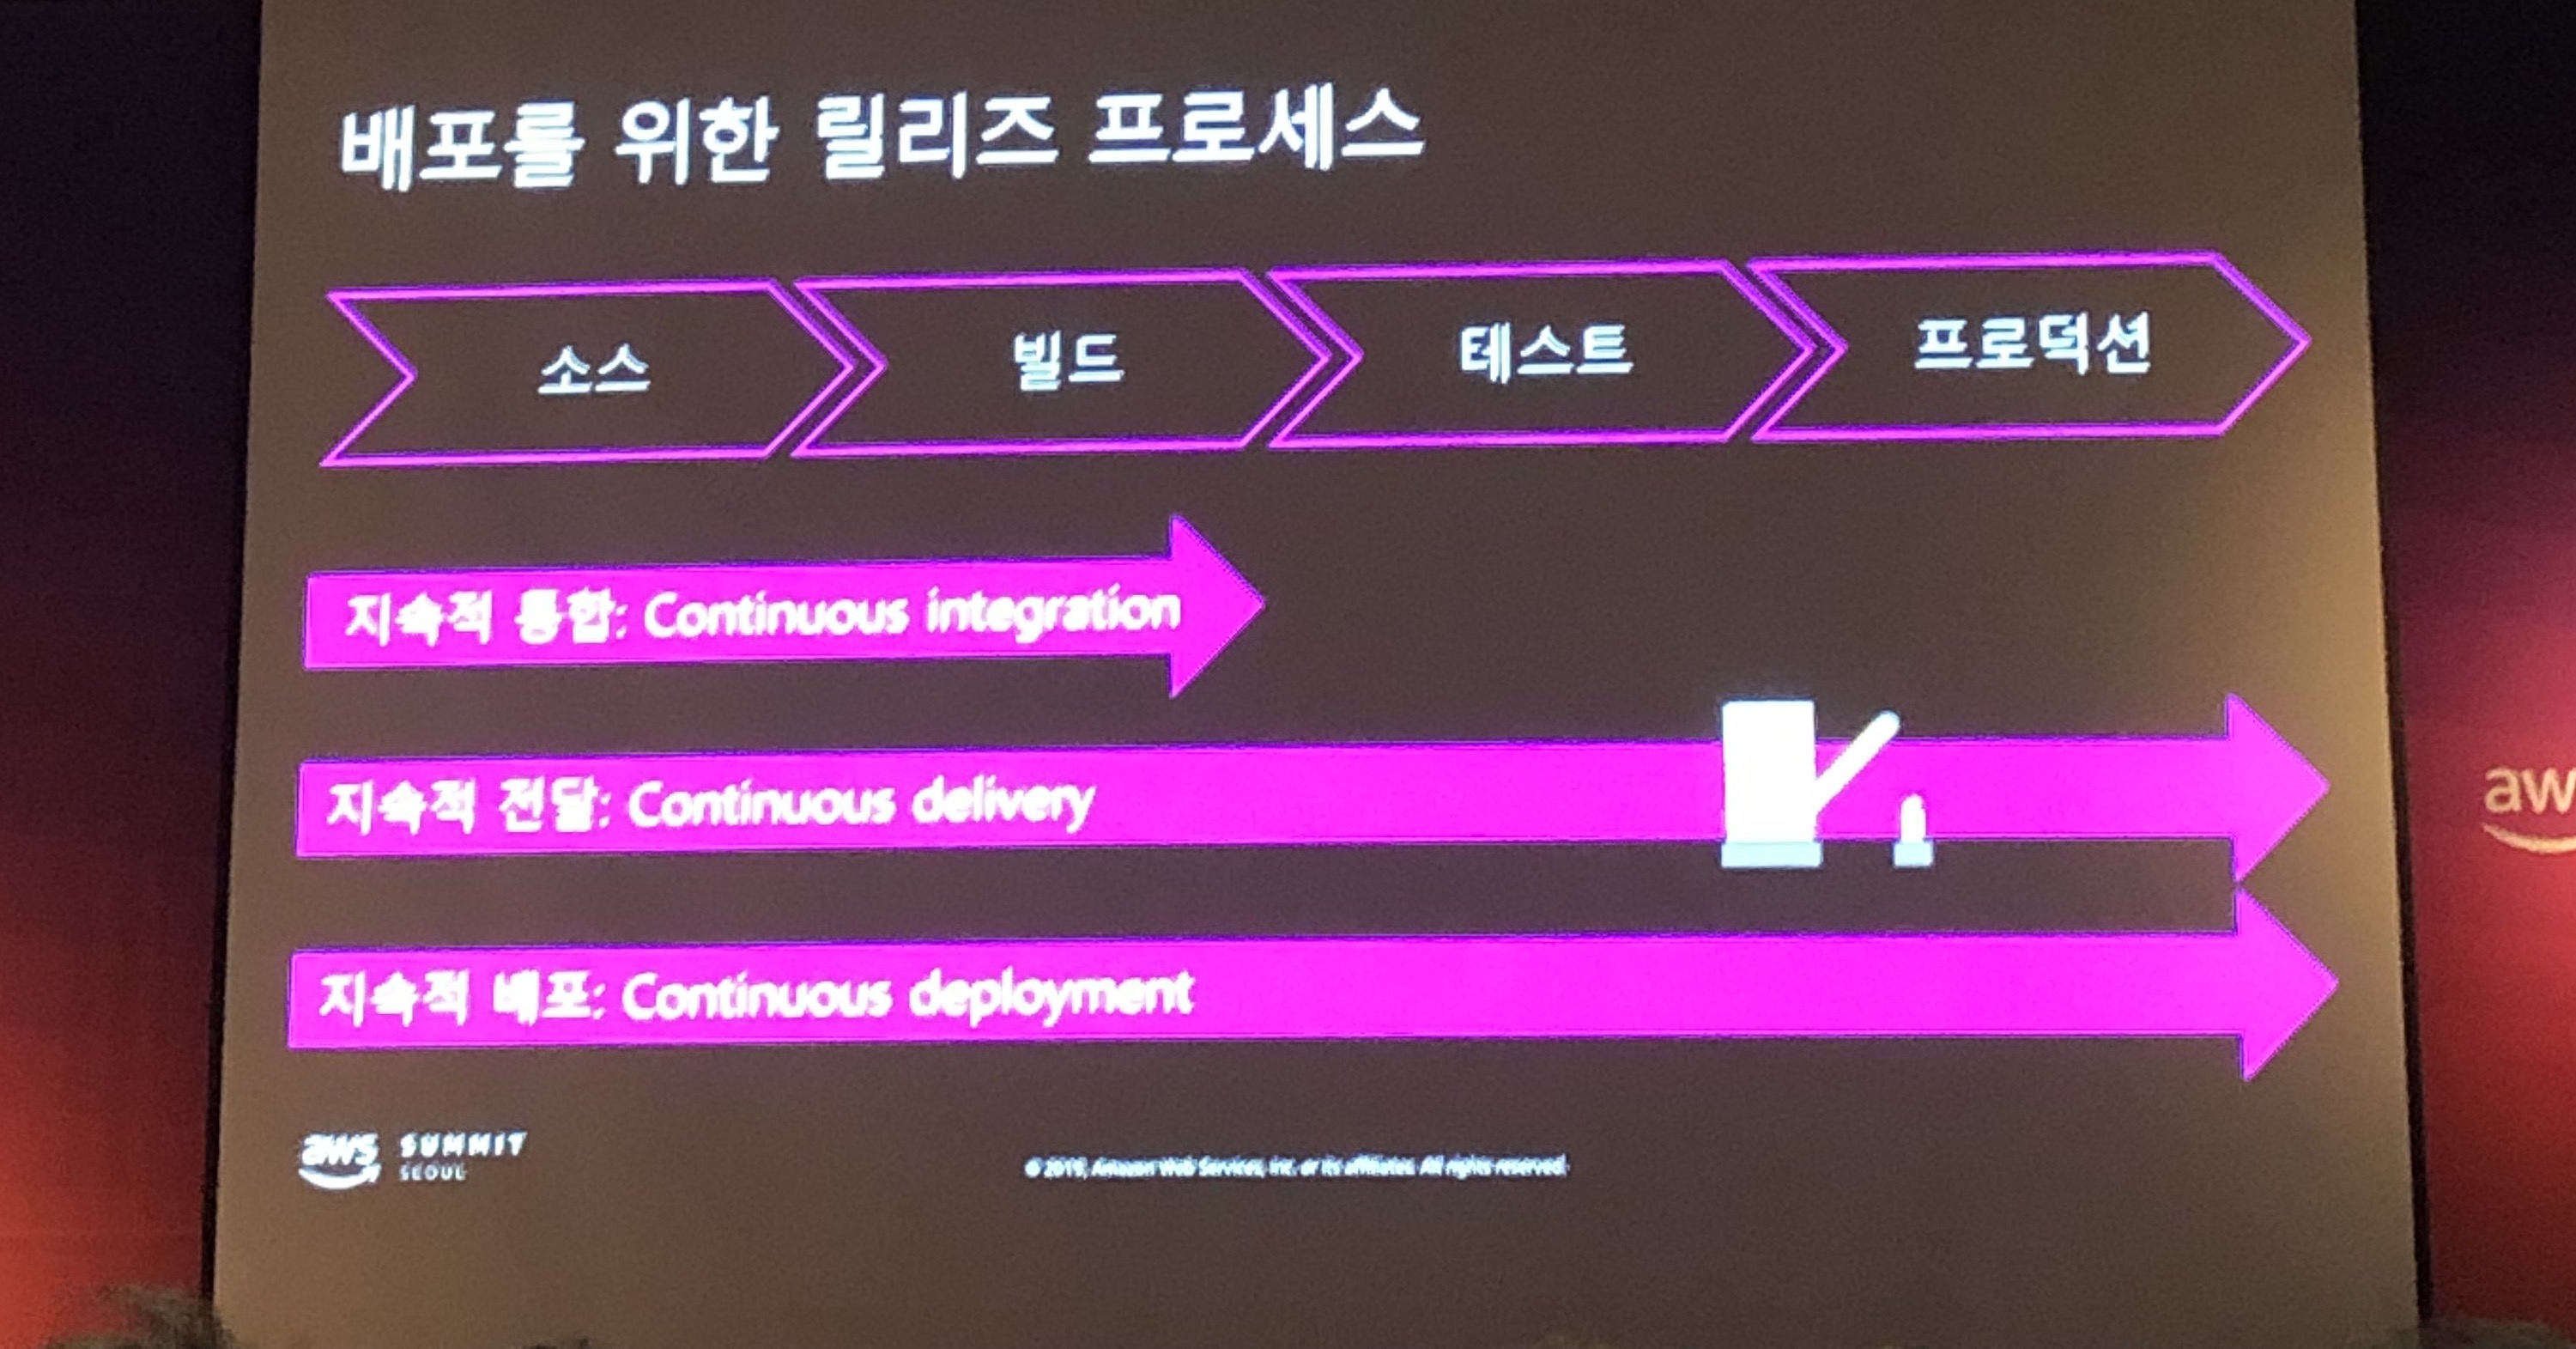 배포를 위한 릴리즈 프로세스
소스
빌드
테스트
프로덕션
지속적 통합: Continuous integration
지속적 전달: Continuous delivery
지속적 배포: Continuous deployment
aws SUMMIT
SEOUL
© 2019, Amazon Web Services, Inc. or its affiliates. All rights reserved.
aw